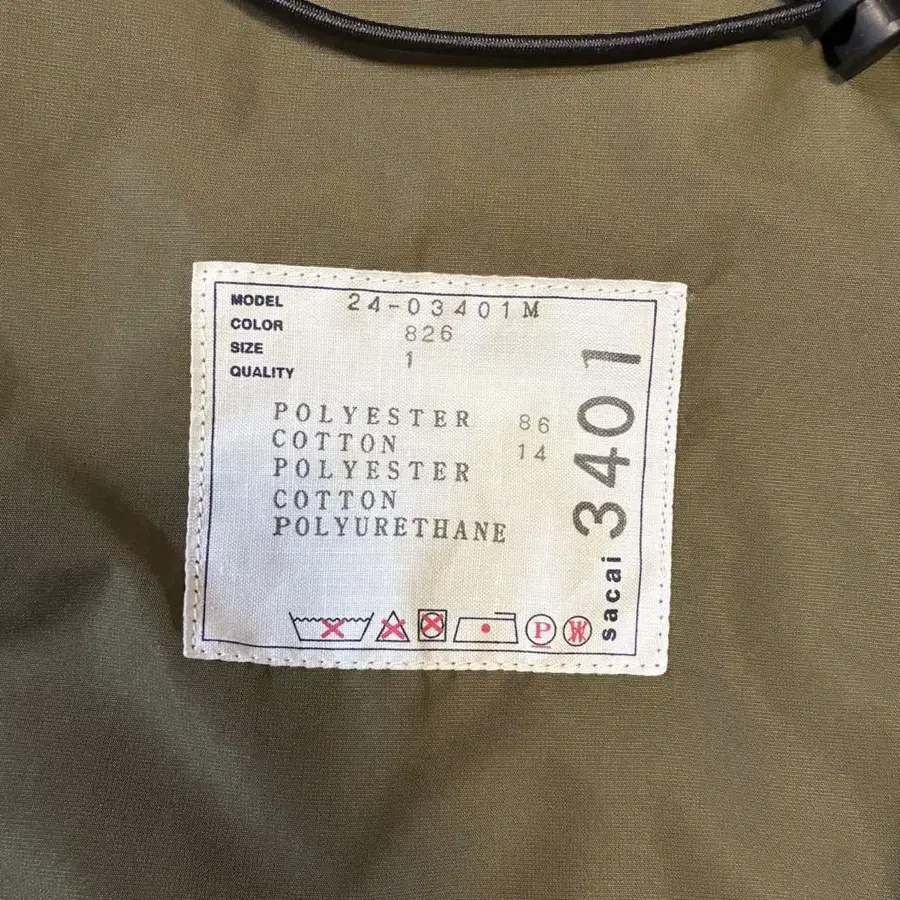 MODEL 24-03401M
COLOR 826
SIZE 1
QUALITY
POLYESTER 86
COTTON 14
POLYESTER
COTTON
POLYURETHANE
P W
sacai 3401